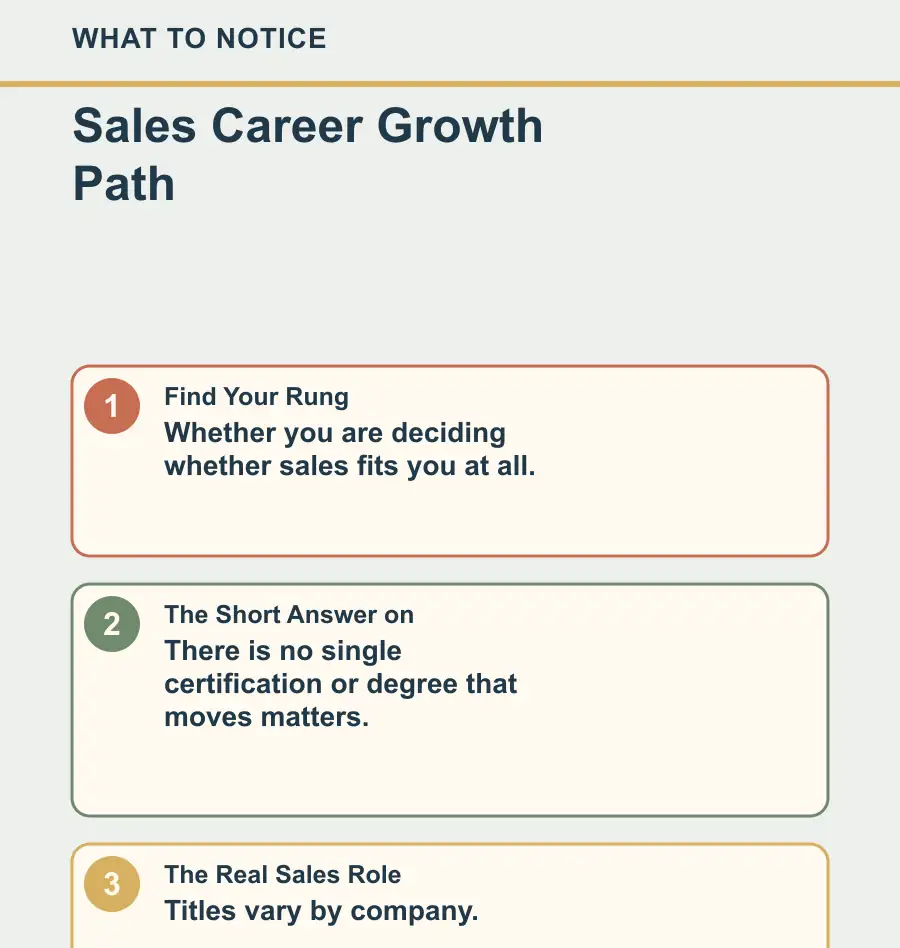 WHAT TO NOTICE
Sales Career Growth
Path
1
Find Your Rung
Whether you are deciding
whether sales fits you at all.
2
The Short Answer on
There is no single
certification or degree that
moves matters.
3
The Real Sales Role
Titles vary by company.